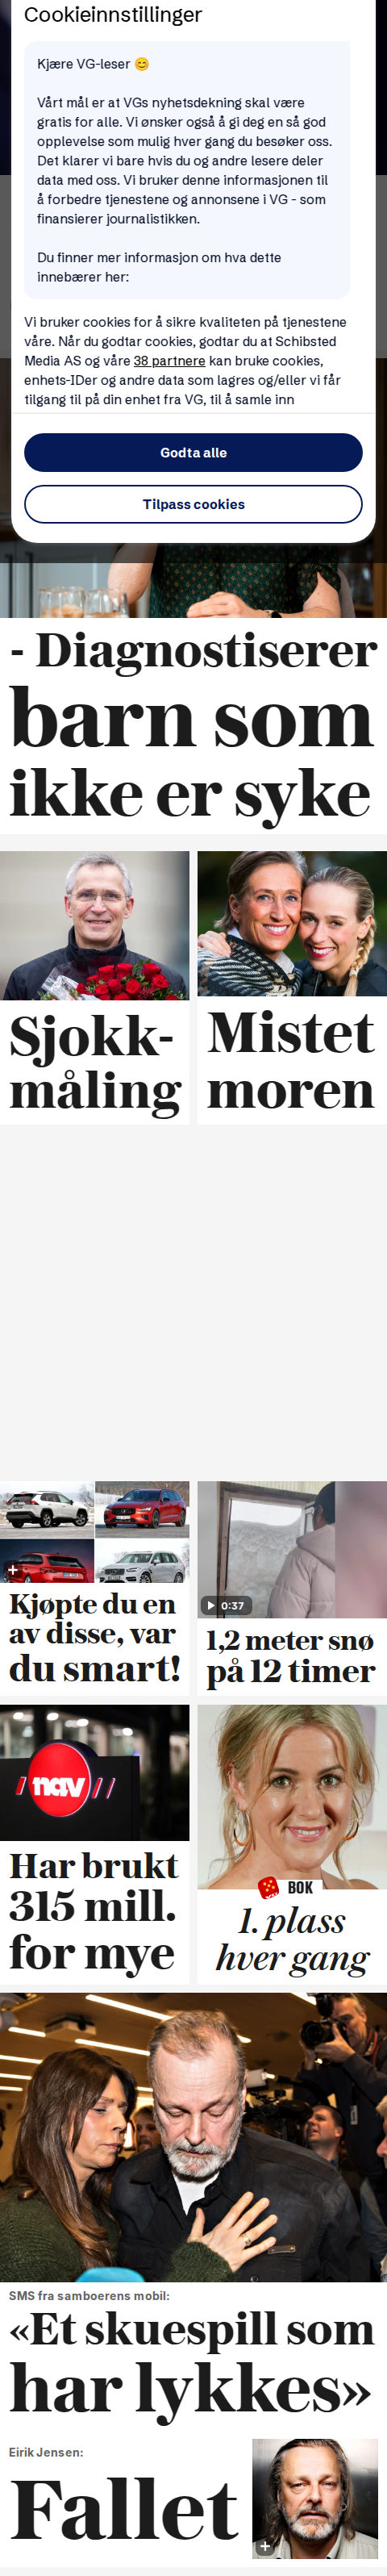 Cookieinnstillinger
Kjære VG-leser 😊
Vårt mål er at VGs nyhetsdekning skal være
gratis for alle. Vi ønsker også å gi deg en så god
opplevelse som mulig hver gang du besøker oss.
Det klarer vi bare hvis du og andre lesere deler
data med oss. Vi bruker denne informasjonen til
å forbedre tjenestene og annonsene i VG - som
finansierer journalistikken.
Du finner mer informasjon om hva dette
innebærer her:
Vi bruker cookies for å sikre kvaliteten på tjenestene
våre. Når du godtar cookies, godtar du at Schibsted
Media AS og våre 38 partnere kan bruke cookies,
enhets-IDer og andre data som lagres og/eller vi får
tilgang til på din enhet fra VG, til å samle inn
Godta alle
Tilpass cookies
- Diagnostiserer
barn som
ikke er syke
Sjokk-
måling
Mistet
moren
Kjøpte du en
av disse, var
du smart!
0:37
1,2 meter snø
på 12 timer
nav
Har brukt
315 mill.
for mye
BOK
1. plass
hver gang
SMS fra samboerens mobil:
«Et skuespill som
har lykkes»
Eirik Jensen:
Fallet